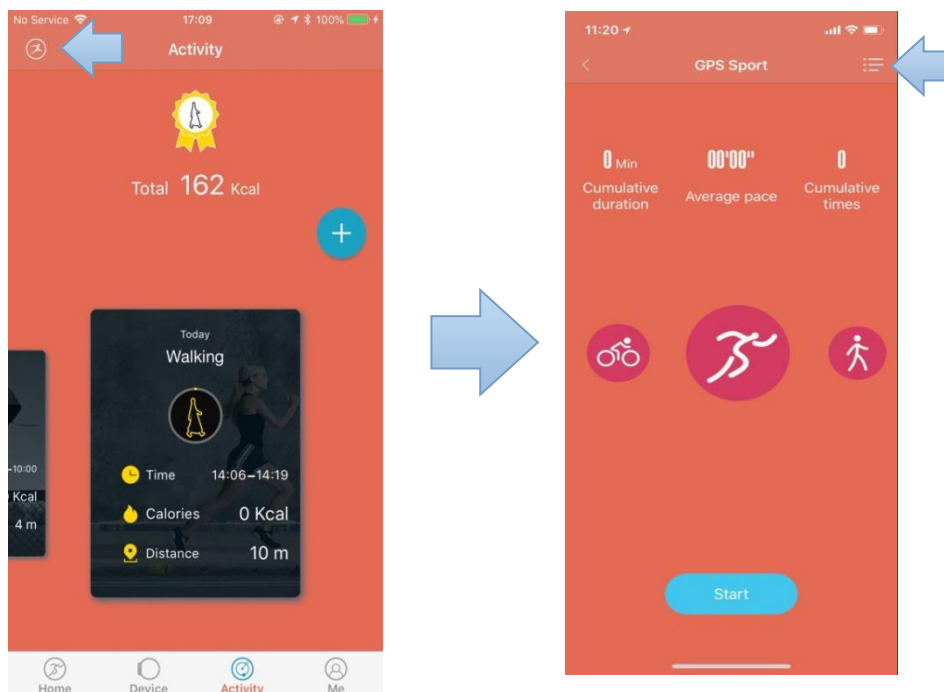 No Service 17:09 100%
Activity
Total 162 Kcal
+
Today
Walking
Time 14:06–14:19
Calories 0 Kcal
Distance 10 m
–10:00
Kcal
4 m
Home Device Activity Me
11:20
GPS Sport
0 Min 00'00" 0
Cumulative duration
Average pace
Cumulative times
Start